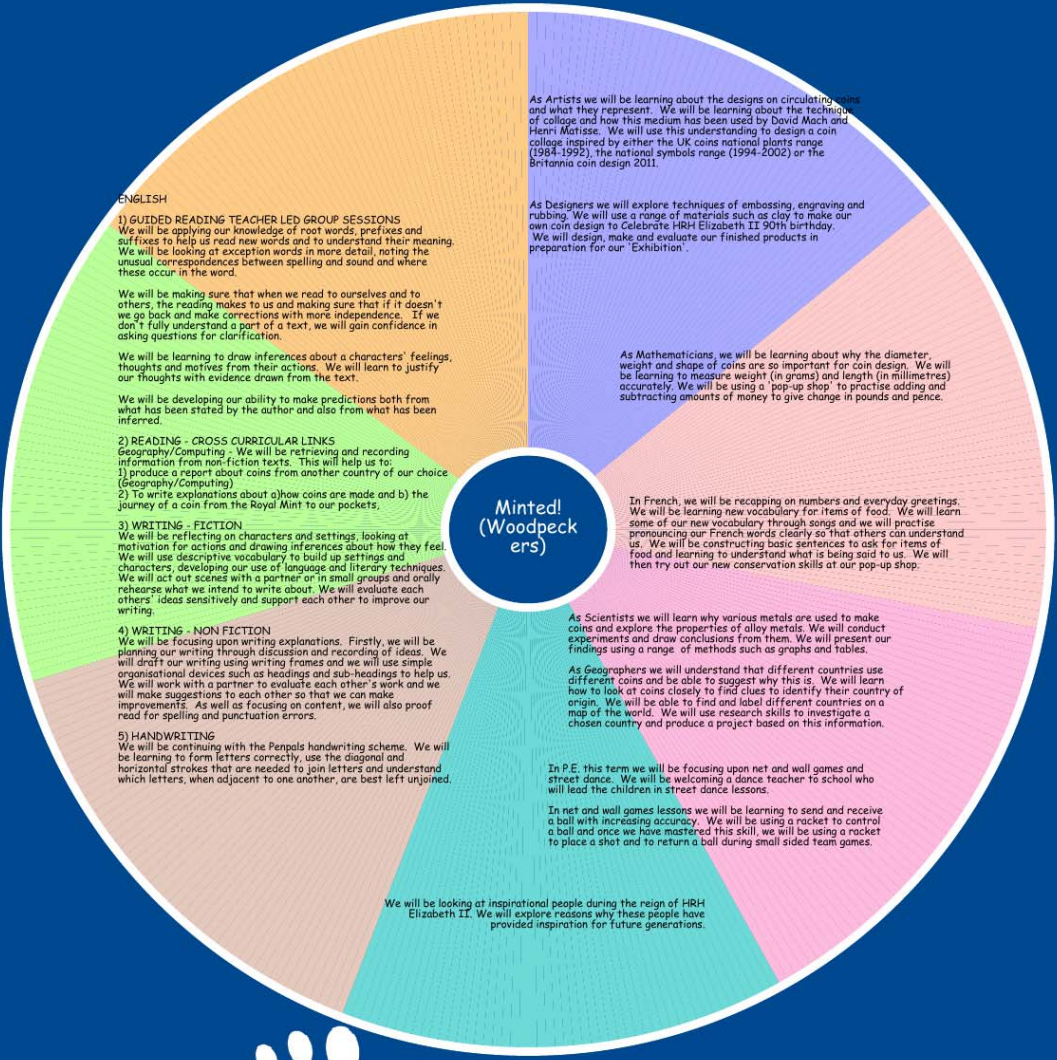 As Artists we will be learning about the designs on circulating coins
and what they represent. We will be learning about the technique
of collage and how this medium has been used by David Mach and
Henri Matisse. We will use this understanding to design a coin
collage inspired by either the UK coins national plants range
(1984-1992), the national symbols range (1994-2002) or the
Britannia coin design 2011.
As Designers we will explore techniques of embossing, engraving and
rubbing. We will use a range of materials such as clay to make our
own coin design to Celebrate HRH Elizabeth II 90th birthday.
We will design, make and evaluate our finished products in
preparation for our 'Exhibition'.
As Mathematicians, we will be learning about why the diameter,
weight and shape of coins are so important for coin design. We will
be learning to measure weight (in grams) and length (in millimetres)
accurately. We will be using a 'pop-up shop' to practise adding and
subtracting amounts of money to give change in pounds and pence.
In French, we will be recapping on numbers and everyday greetings.
We will be learning new vocabulary for items of food. We will learn
some of our new vocabulary through songs and we will practise
pronouncing our French words clearly so that others can understand
us. We will be constructing basic sentences to ask for items of
food and learning to understand what is being said to us. We will
then try out our new conservation skills at our pop-up shop.
As Scientists we will learn why various metals are used to make
coins and explore the properties of alloy metals. We will conduct
experiments and draw conclusions from them. We will present our
findings using a range of methods such as graphs and tables.
As Geographers we will understand that different countries use
different coins and be able to suggest why this is. We will learn
how to look at coins closely to find clues to identify their country of
origin. We will be able to find and label different countries on a
map of the world. We will use research skills to investigate a
chosen country and produce a project based on this information.
In P.E. this term we will be focusing upon net and wall games and
street dance. We will be welcoming a dance teacher to school who
will lead the children in street dance lessons.
In net and wall games lessons we will be learning to send and receive
a ball with increasing accuracy. We will be using a racket to control
a ball and once we have mastered this skill, we will be using a racket
to place a shot and to return a ball during small sided team games.
We will be looking at inspirational people during the reign of HRH
Elizabeth II. We will explore reasons why these people have
provided inspiration for future generations.
ENGLISH
1) GUIDED READING TEACHER LED GROUP SESSIONS
We will be applying our knowledge of root words, prefixes and
suffixes to help us read new words and to understand their meaning.
We will be looking at exception words in more detail, noting the
unusual correspondences between spelling and sound and where
these occur in the word.
We will be making sure that when we read to ourselves and to
others, the reading makes to us and making sure that if it doesn't
we go back and make corrections with more independence. If we
don't fully understand a part of a text, we will gain confidence in
asking questions for clarification.
We will be learning to draw inferences about a characters' feelings,
thoughts and motives from their actions. We will learn to justify
our thoughts with evidence drawn from the text.
We will be developing our ability to make predictions both from
what has been stated by the author and also from what has been
inferred.
2) READING - CROSS CURRICULAR LINKS
Geography/Computing - We will be retrieving and recording
information from non-fiction texts. This will help us to:
1) produce a report about coins from another country of our choice
(Geography/Computing)
2) To write explanations about a)how coins are made and b) the
journey of a coin from the Royal Mint to our pockets,
3) WRITING - FICTION
We will be reflecting on characters and settings, looking at
motivation for actions and drawing inferences about how they feel.
We will use descriptive vocabulary to build up settings and
characters, developing our use of language and literary techniques.
We will act out scenes with a partner or in small groups and orally
rehearse what we intend to write about. We will evaluate each
others' ideas sensitively and support each other to improve our
writing.
4) WRITING - NON FICTION
We will be focusing upon writing explanations. Firstly, we will be
planning our writing through discussion and recording of ideas. We
will draft our writing using writing frames and we will use simple
organisational devices such as headings and sub-headings to help us.
We will work with a partner to evaluate each other's work and we
will make suggestions to each other so that we can make
improvements. As well as focusing on content, we will also proof
read for spelling and punctuation errors.
5) HANDWRITING
We will be continuing with the Penpals handwriting scheme. We will
be learning to form letters correctly, use the diagonal and
horizontal strokes that are needed to join letters and understand
which letters, when adjacent to one another, are best left unjoined.
Minted!
(Woodpeck
ers)